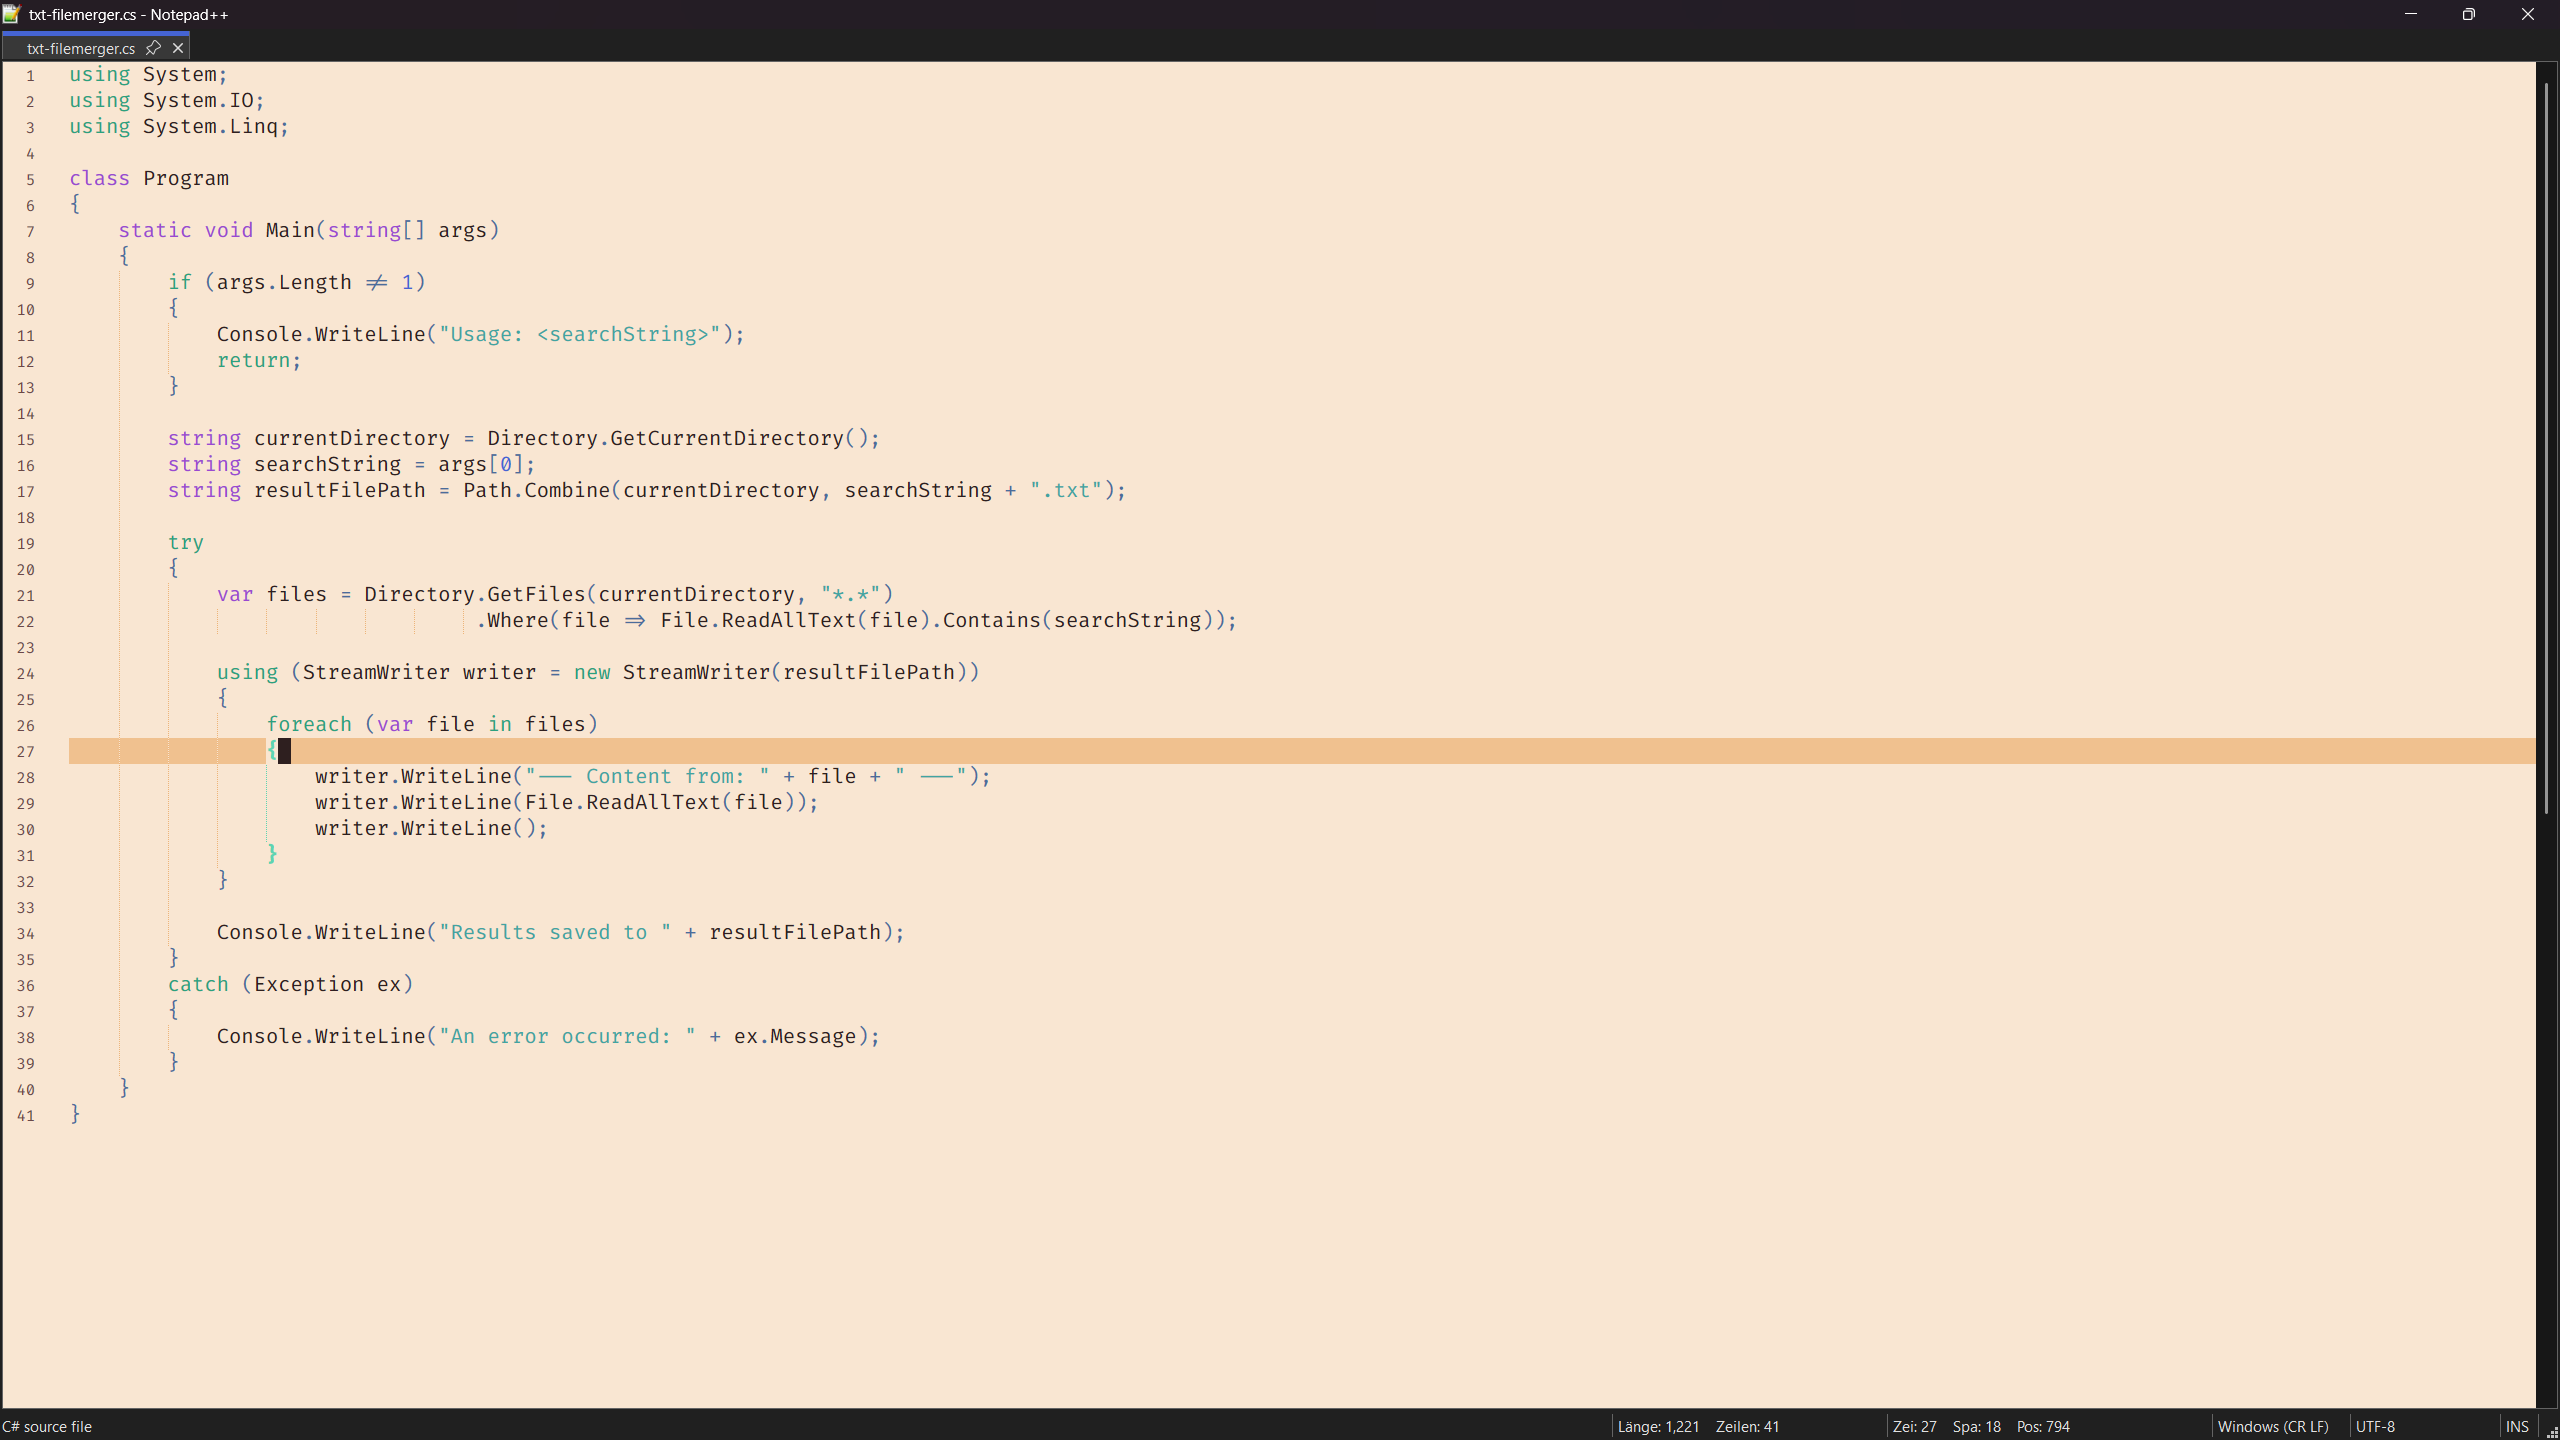 txt-filemerger.cs - Notepad++
txt-filemerger.cs
1 using System;
2 using System.IO;
3 using System.Linq;
4
5 class Program
6 {
7     static void Main(string[] args)
8     {
9         if (args.Length != 1)
10         {
11             Console.WriteLine("Usage: <searchString>");
12             return;
13         }
14
15         string currentDirectory = Directory.GetCurrentDirectory();
16         string searchString = args[0];
17         string resultFilePath = Path.Combine(currentDirectory, searchString + ".txt");
18
19         try
20         {
21             var files = Directory.GetFiles(currentDirectory, "*.*")
22                                  .Where(file => File.ReadAllText(file).Contains(searchString));
23
24             using (StreamWriter writer = new StreamWriter(resultFilePath))
25             {
26                 foreach (var file in files)
27                 {
28                     writer.WriteLine("--- Content from: " + file + " ---");
29                     writer.WriteLine(File.ReadAllText(file));
30                     writer.WriteLine();
31                 }
32             }
33
34             Console.WriteLine("Results saved to " + resultFilePath);
35         }
36         catch (Exception ex)
37         {
38             Console.WriteLine("An error occurred: " + ex.Message);
39         }
40     }
41 }
C# source file Länge: 1,221 Zeilen: 41 Zei: 27 Spa: 18 Pos: 794 Windows (CR LF) UTF-8 INS